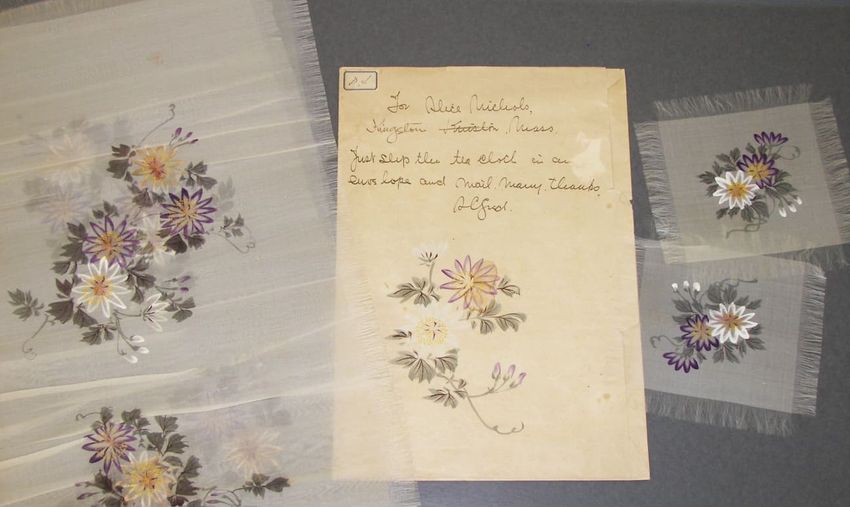 For Alice Nichols,
Kingston, Mass.
Just slip the tea cloth in an
envelope and mail. Many thanks,